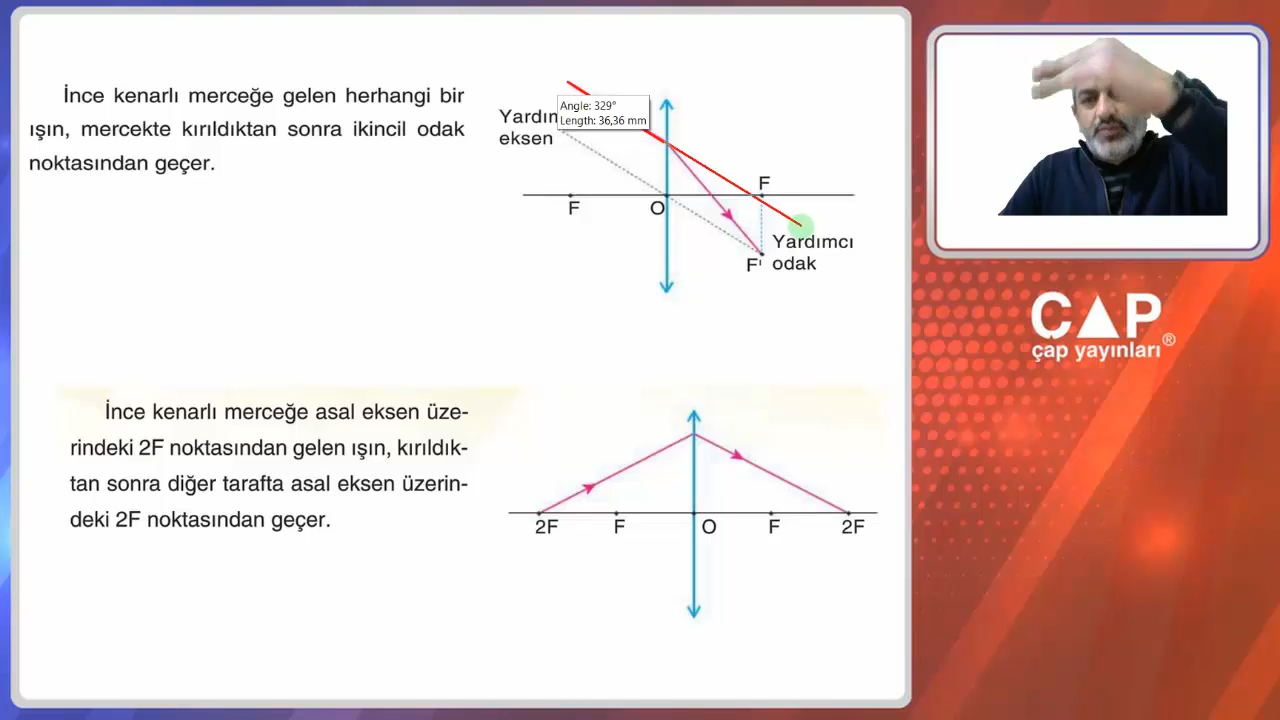 İnce kenarlı merceğe gelen herhangi bir
ışın, mercekte kırıldıktan sonra ikincil odak
noktasından geçer.
eksen
Angle: 329°
Length: 36,36 mm
F
F
O
Yardımcı
F' odak
İnce kenarlı merceğe asal eksen üze-
rindeki 2F noktasından gelen ışın, kırıldık-
tan sonra diğer tarafta asal eksen üzerin-
deki 2F noktasından geçer.
2F F O F 2F
ÇAP
çap yayınları®